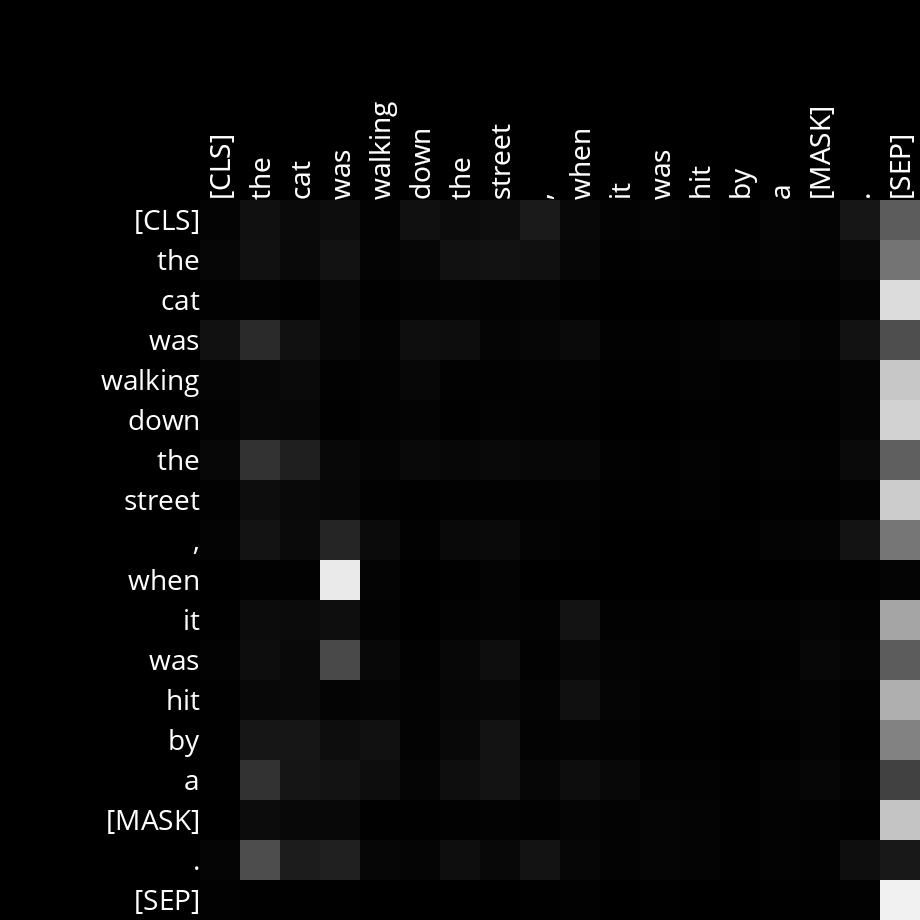 [CLS] the cat was walking down the street , when it was hit by a [MASK] . [SEP]
[CLS]
the
cat
was
walking
down
the
street
,
when
it
was
hit
by
a
[MASK]
.
[SEP]